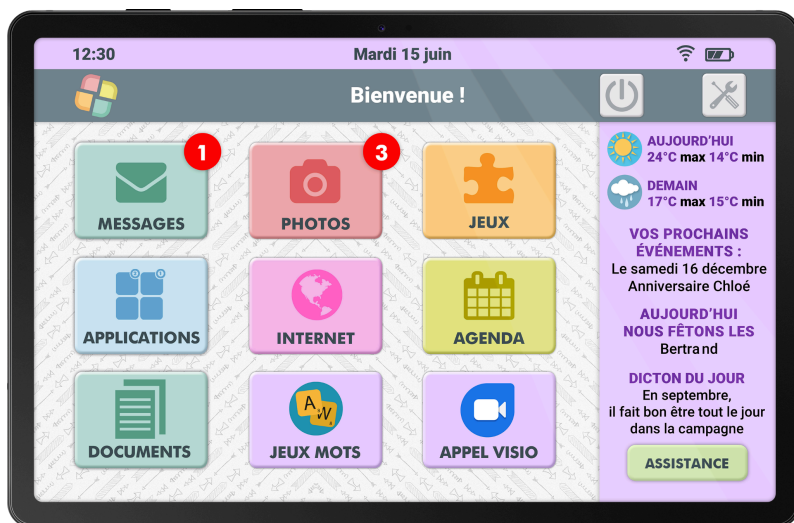 12:30
Mardi 15 juin
Bienvenue !
1
MESSAGES
3
PHOTOS
JEUX
APPLICATIONS
INTERNET
AGENDA
DOCUMENTS
A W
JEUX MOTS
APPEL VISIO
AUJOURD'HUI
24°C max 14°C min
DEMAIN
17°C max 15°C min
VOS PROCHAINS
ÉVÉNEMENTS :
Le samedi 16 décembre
Anniversaire Chloé
AUJOURD'HUI
NOUS FÊTONS LES
Bertrand
DICTON DU JOUR
En septembre,
il fait bon être tout le jour
dans la campagne
ASSISTANCE